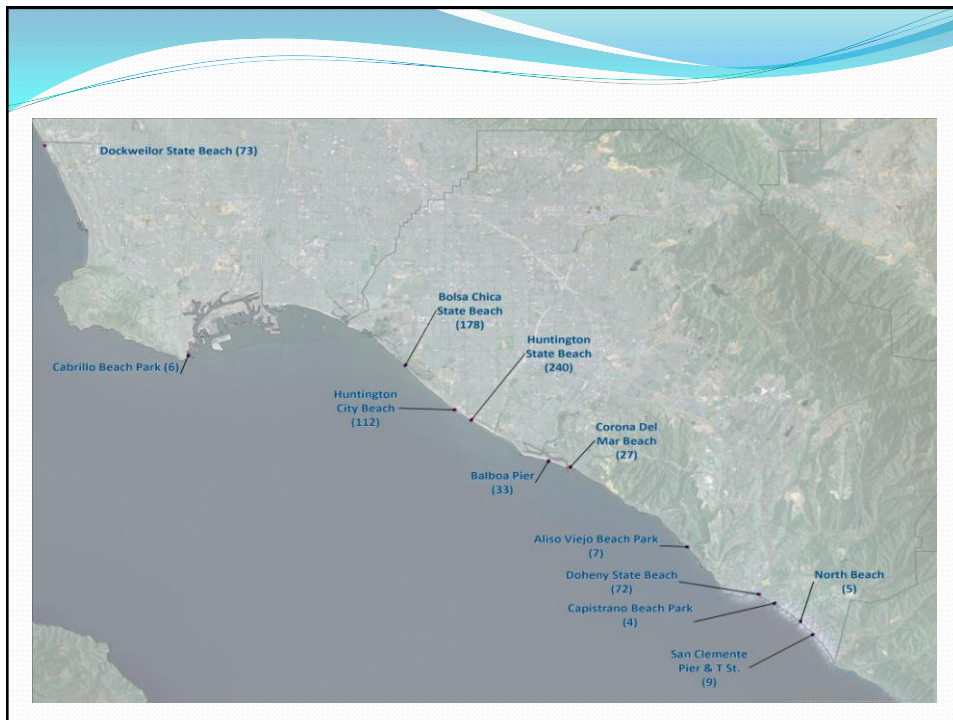 Dockweilor State Beach (73)
Bolsa Chica
State Beach
(178)
Huntington
State Beach
(240)
Cabrillo Beach Park (6)
Huntington
City Beach
(112)
Corona Del
Mar Beach
(27)
Balboa Pier
(33)
Aliso Viejo Beach Park
(7)
Doheny State Beach
(72)
North Beach
(5)
Capistrano Beach Park
(4)
San Clemente
Pier & T St.
(9)